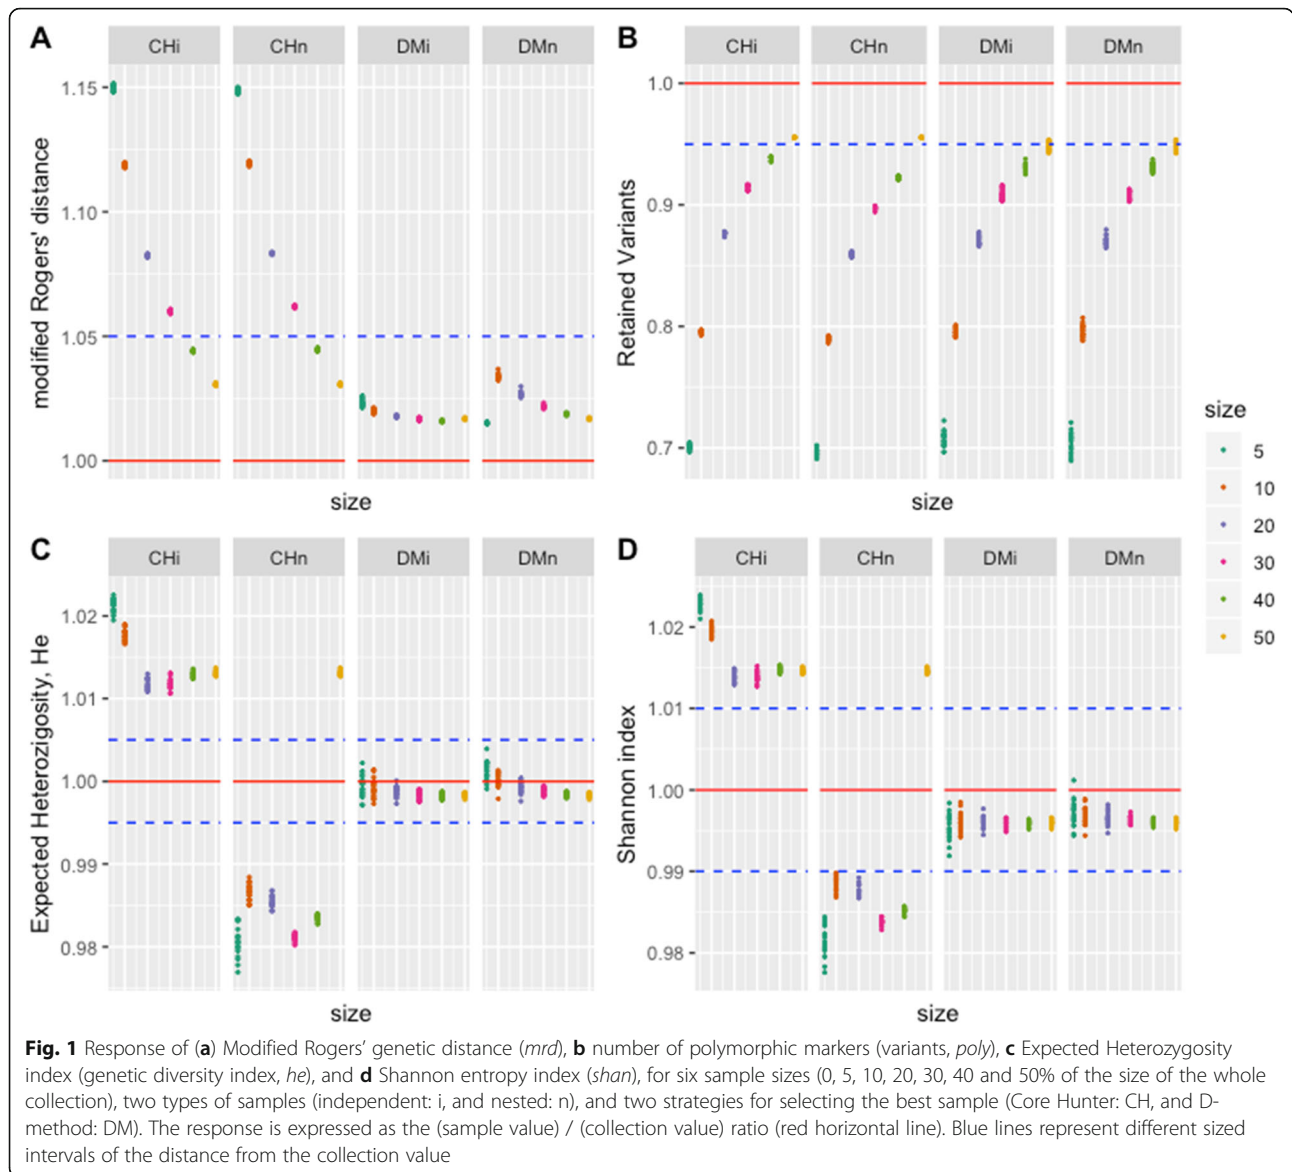 A
CHi
CHn
DMi
DMn
1.15
1.10
1.05
1.00
modified Rogers' distance
size
B
CHi
CHn
DMi
DMn
1.0
0.9
0.8
0.7
Retained Variants
size
size
5
10
20
30
40
50
C
CHi
CHn
DMi
DMn
1.02
1.01
1.00
0.99
0.98
Expected Heterozigosity, He
size
D
CHi
CHn
DMi
DMn
1.02
1.01
1.00
0.99
0.98
Shannon index
size
Fig. 1 Response of (a) Modified Rogers' genetic distance (mrd), b number of polymorphic markers (variants, poly), c Expected Heterozygosity
index (genetic diversity index, he), and d Shannon entropy index (shan), for six sample sizes (0, 5, 10, 20, 30, 40 and 50% of the size of the whole
collection), two types of samples (independent: i, and nested: n), and two strategies for selecting the best sample (Core Hunter: CH, and D-
method: DM). The response is expressed as the (sample value) / (collection value) ratio (red horizontal line). Blue lines represent different sized
intervals of the distance from the collection value